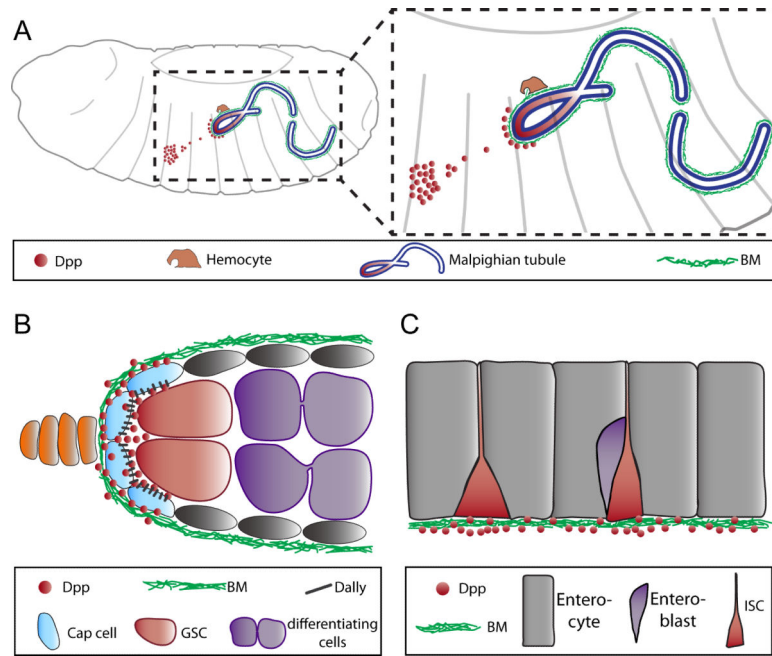 A
Dpp Hemocyte Malpighian tubule BM
B
Dpp BM Dally
Cap cell GSC differentiating
cells
C
Dpp
BM
Entero-
cyte
Entero-
blast
ISC